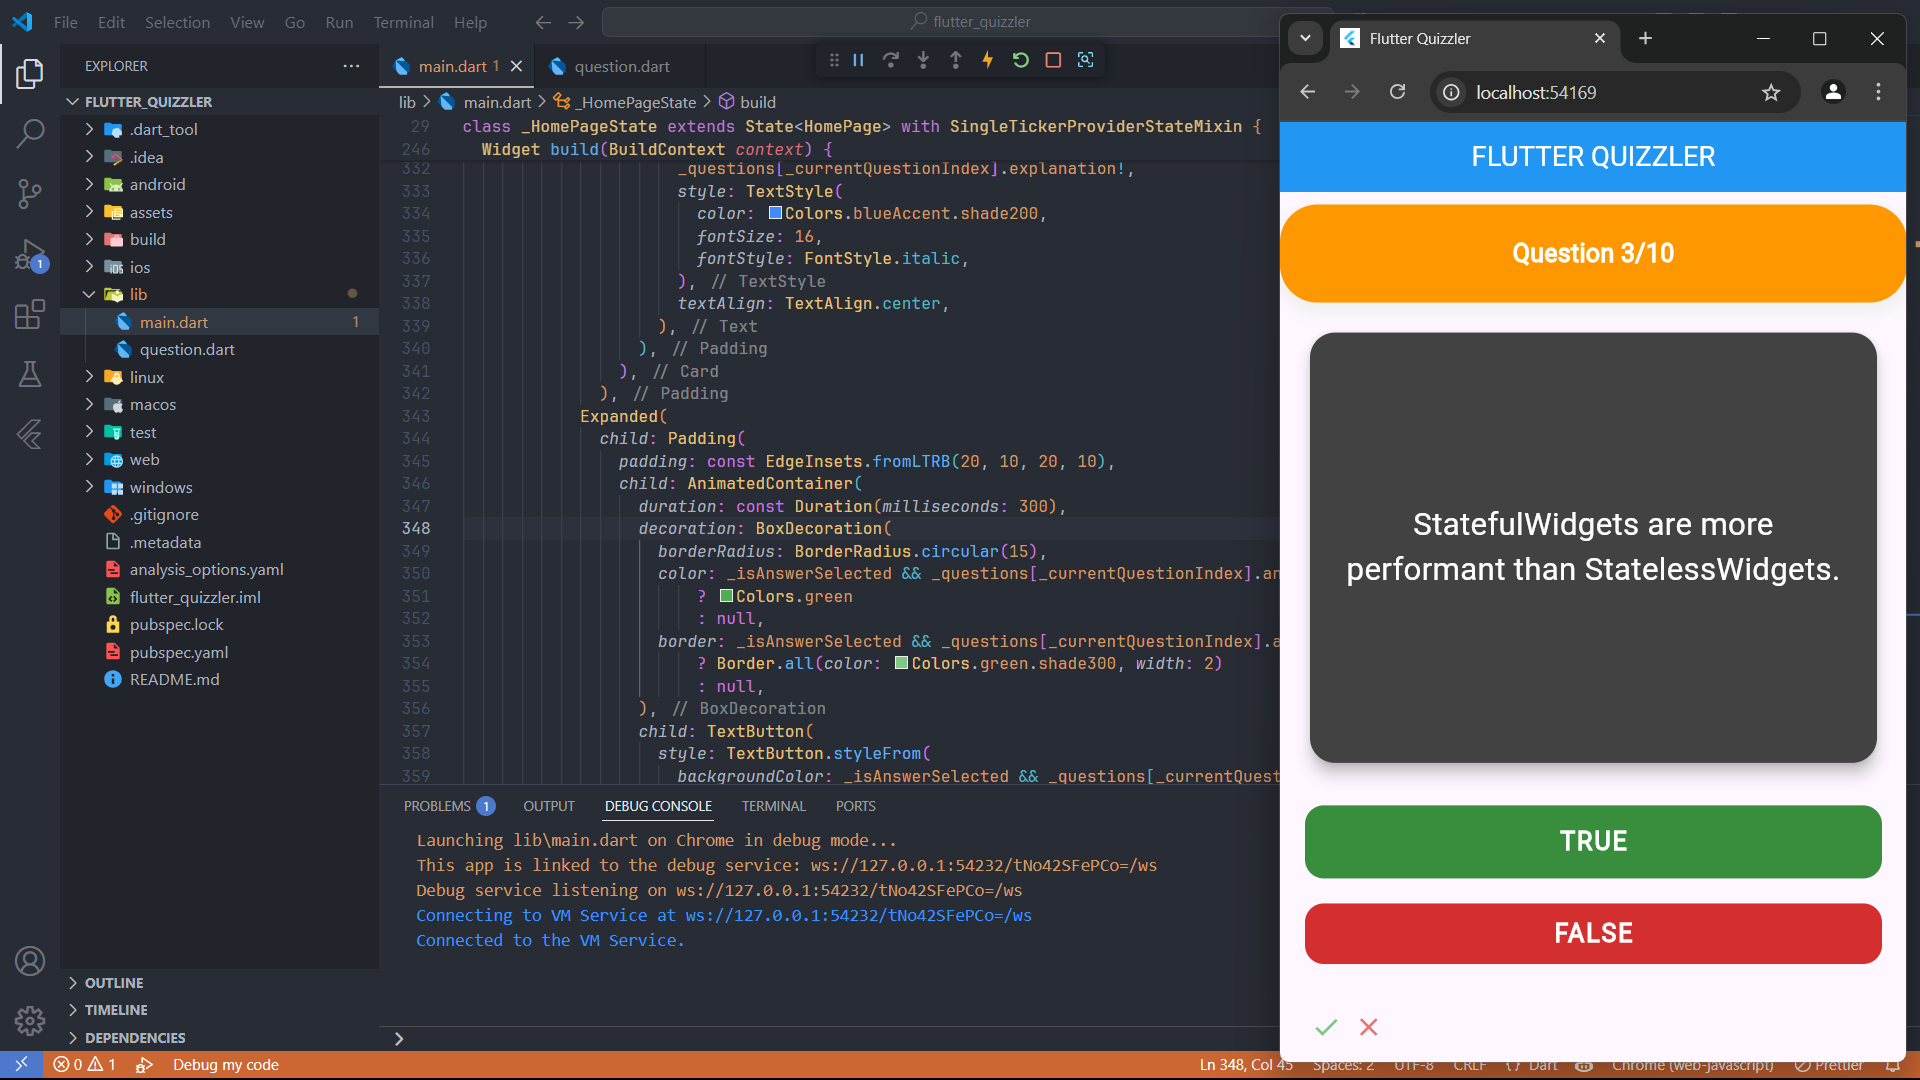 File Edit Selection View Go Run Terminal Help
flutter_quizzler
EXPLORER
FLUTTER_QUIZZLER
.dart_tool
.idea
android
assets
build
ios
lib
main.dart 1
question.dart
linux
macos
test
web
windows
.gitignore
.metadata
analysis_options.yaml
flutter_quizzler.iml
pubspec.lock
pubspec.yaml
README.md
OUTLINE
TIMELINE
DEPENDENCIES
1
main.dart 1
question.dart
lib > main.dart > _HomePageState > build
29 class _HomePageState extends State<HomePage> with SingleTickerProviderStateMixin {
246 Widget build(BuildContext context) {
332 _questions[_currentQuestionIndex].explanation!,
333 style: TextStyle(
334 color: Colors.blueAccent.shade200,
335 fontSize: 16,
336 fontStyle: FontStyle.italic,
337 ), // TextStyle
338 textAlign: TextAlign.center,
339 ), // Text
340 ), // Padding
341 ), // Card
342 ), // Padding
343 Expanded(
344 child: Padding(
345 padding: const EdgeInsets.fromLTRB(20, 10, 20, 10),
346 child: AnimatedContainer(
347 duration: const Duration(milliseconds: 300),
348 decoration: BoxDecoration(
349 borderRadius: BorderRadius.circular(15),
350 color: _isAnswerSelected && _questions[_currentQuestionIndex].an
351 ? Colors.green
352 : null,
353 border: _isAnswerSelected && _questions[_currentQuestionIndex].a
354 ? Border.all(color: Colors.green.shade300, width: 2)
355 : null,
356 ), // BoxDecoration
357 child: TextButton(
358 style: TextButton.styleFrom(
359 backgroundColor: _isAnswerSelected && _questions[_currentQuest
PROBLEMS 1 OUTPUT DEBUG CONSOLE TERMINAL PORTS
Launching lib\main.dart on Chrome in debug mode...
This app is linked to the debug service: ws://127.0.0.1:54232/tNo42SFePCo=/ws
Debug service listening on ws://127.0.0.1:54232/tNo42SFePCo=/ws
Connecting to VM Service at ws://127.0.0.1:54232/tNo42SFePCo=/ws
Connected to the VM Service.
0 1 Debug my code
Ln 348, Col 45 Spaces: 2 UTF-8 CRLF {} Dart Chrome (web-javascript) Prettier
Flutter Quizzler
localhost:54169
FLUTTER QUIZZLER
Question 3/10
StatefulWidgets are more
performant than StatelessWidgets.
TRUE
FALSE